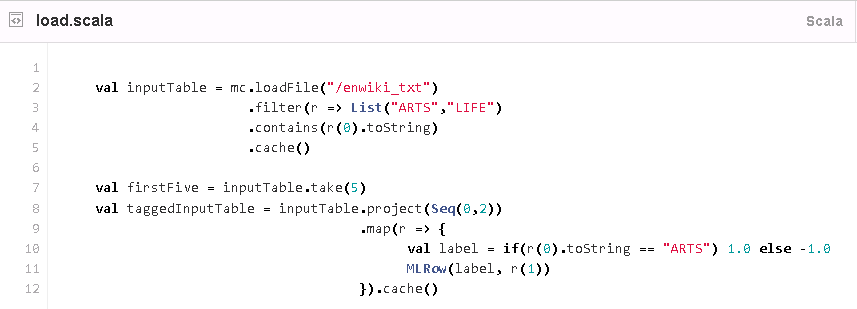 load.scala
Scala
1
2 val inputTable = mc.loadFile("/enwiki_txt")
3 .filter(r => List("ARTS","LIFE")
4 .contains(r(0).toString)
5 .cache()
6
7 val firstFive = inputTable.take(5)
8 val taggedInputTable = inputTable.project(Seq(0,2))
9 .map(r => {
10 val label = if(r(0).toString == "ARTS") 1.0 else -1.0
11 MLRow(label, r(1))
12 }).cache()